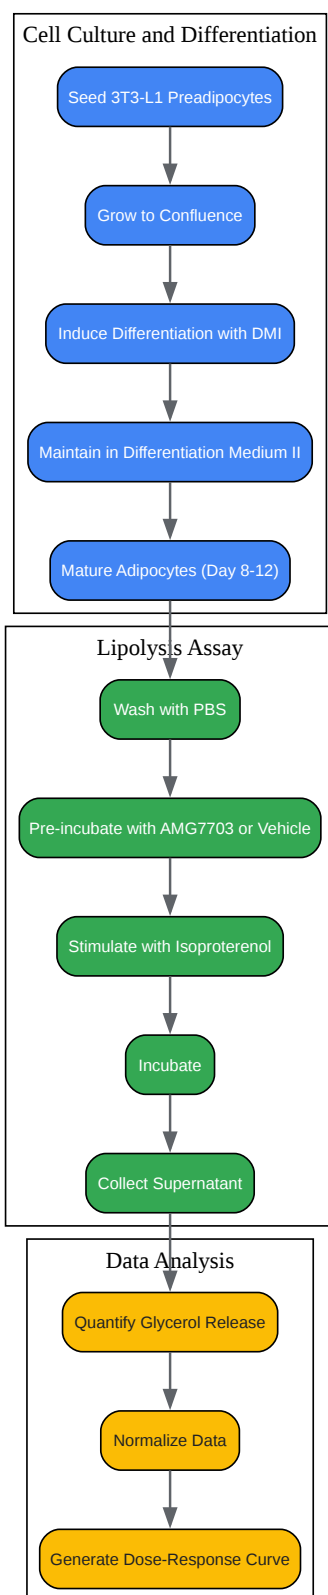 Cell Culture and Differentiation
Seed 3T3-L1 Preadipocytes
Grow to Confluence
Induce Differentiation with DMI
Maintain in Differentiation Medium II
Mature Adipocytes (Day 8-12)
Lipolysis Assay
Wash with PBS
Pre-incubate with AMG7703 or Vehicle
Stimulate with Isoproterenol
Incubate
Collect Supernatant
Data Analysis
Quantify Glycerol Release
Normalize Data
Generate Dose-Response Curve